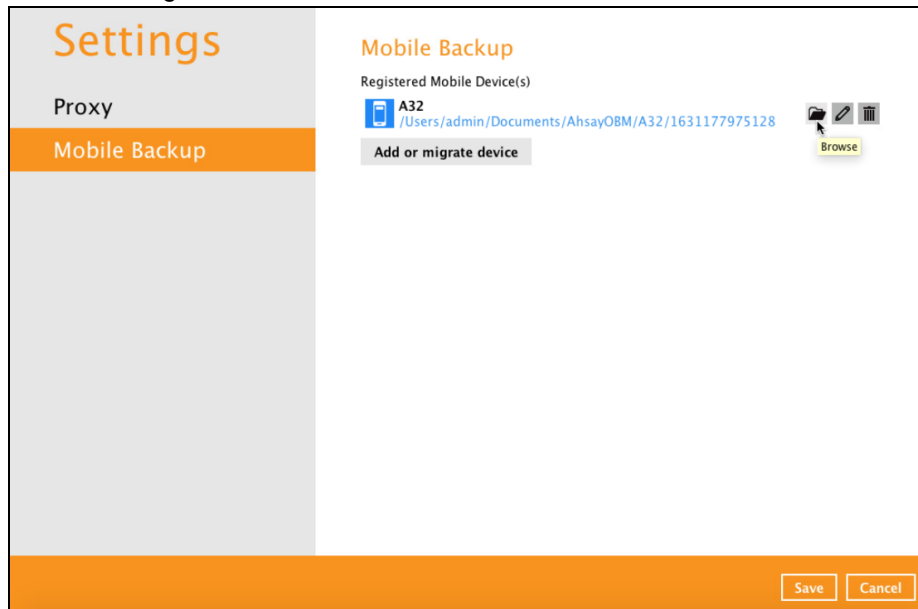 Settings
Proxy
Mobile Backup
Mobile Backup
Registered Mobile Device(s)
A32
/Users/admin/Documents/AhsayOBM/A32/1631177975128
Browse
Add or migrate device
Save Cancel